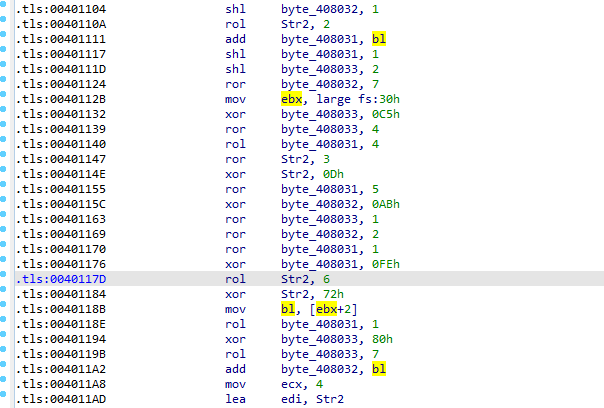 .tls:00401104 shl byte_408032, 1
.tls:0040110A rol Str2, 2
.tls:00401111 add byte_408031, bl
.tls:00401117 shl byte_408031, 1
.tls:0040111D shl byte_408033, 2
.tls:00401124 ror byte_408032, 7
.tls:0040112B mov ebx, large fs:30h
.tls:00401132 xor byte_408033, 0C5h
.tls:00401139 ror byte_408033, 4
.tls:00401140 rol byte_408031, 4
.tls:00401147 ror Str2, 3
.tls:0040114E xor Str2, 0Dh
.tls:00401155 ror byte_408031, 5
.tls:0040115C xor byte_408032, 0ABh
.tls:00401163 ror byte_408033, 1
.tls:00401169 ror byte_408032, 2
.tls:00401170 ror byte_408031, 1
.tls:00401176 xor byte_408031, 0FEh
.tls:0040117D rol Str2, 6
.tls:00401184 xor Str2, 72h
.tls:0040118B mov bl, [ebx+2]
.tls:0040118E rol byte_408031, 1
.tls:00401194 xor byte_408033, 80h
.tls:0040119B rol byte_408033, 7
.tls:004011A2 add byte_408032, bl
.tls:004011A8 mov ecx, 4
.tls:004011AD lea edi, Str2